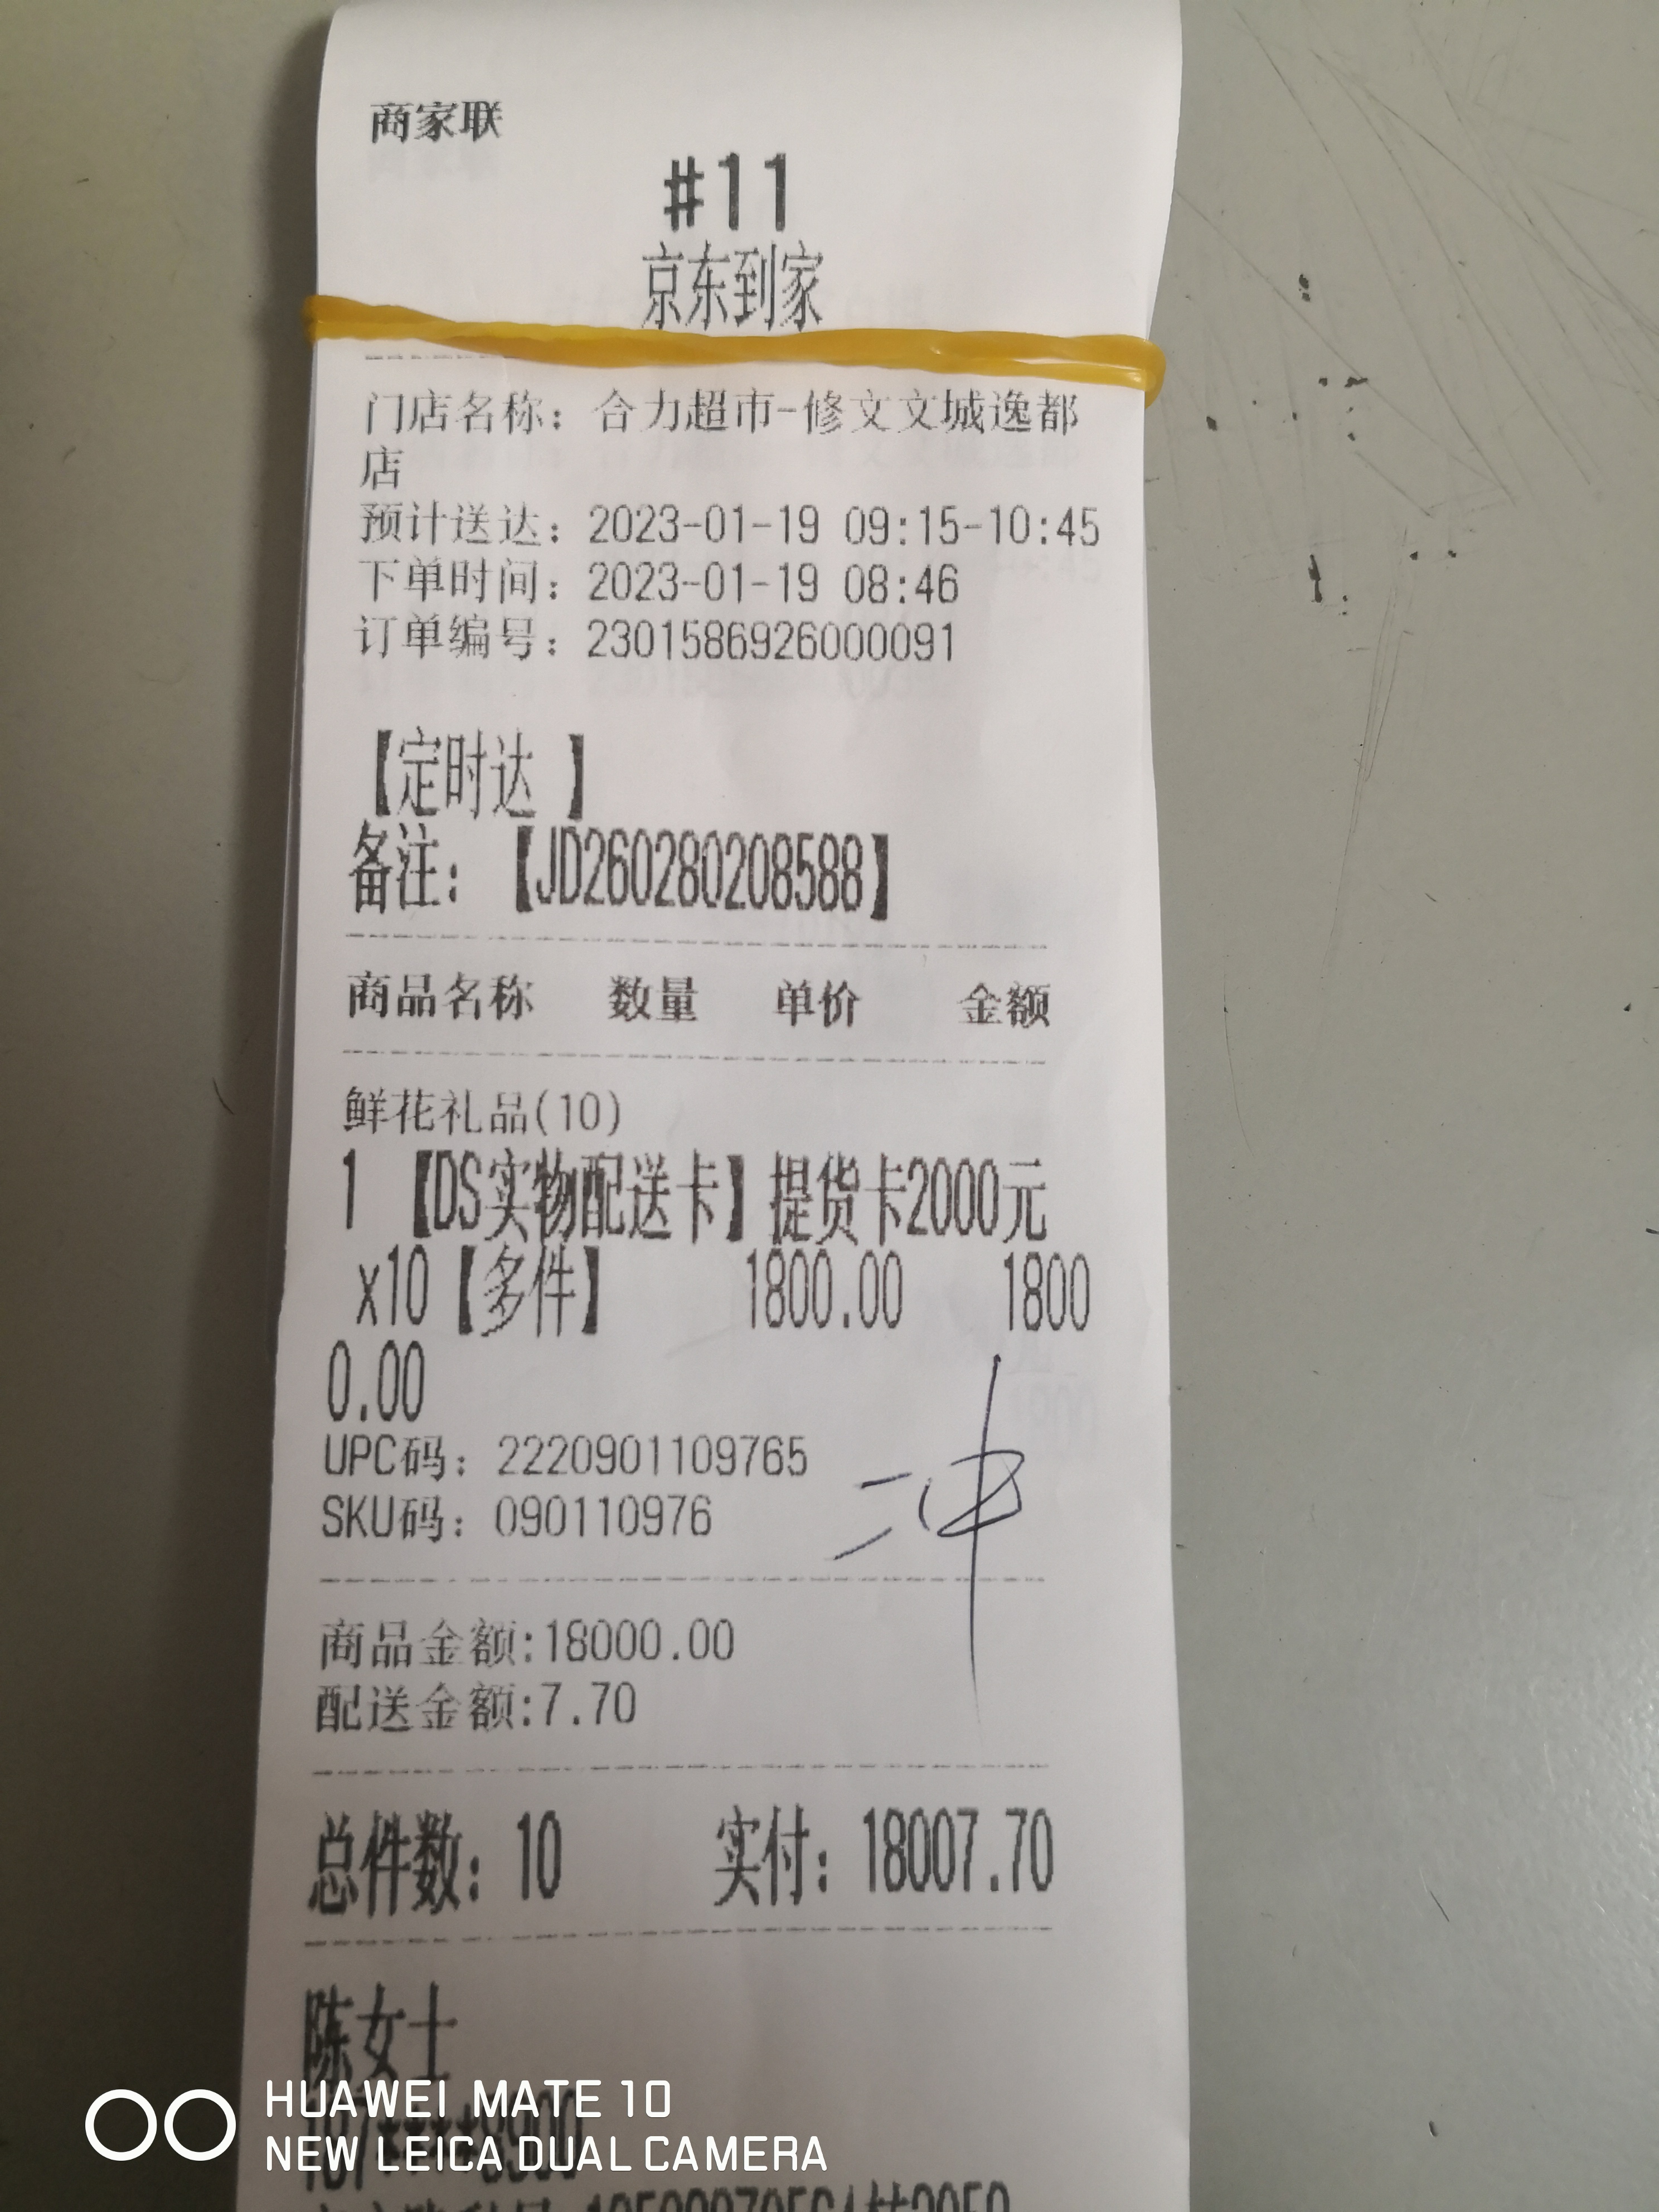 商家联
#11
京东到家
门店名称：合力超市-修文文城逸都
店
预计送达：2023-01-19 09:15-10:45
下单时间：2023-01-19 08:46
订单编号：2301586926000091
【定时达 】
备注：【JD260280208588】
商品名称 数量 单价 金额
鲜花礼品(10)
1 【DS实物配送卡】提货卡2000元
x10【多件】 1800.00 1800
0.00
UPC码：2220901109765
SKU码：090110976
冲
商品金额:18000.00
配送金额:7.70
总件数：10 实付：18007.70
陈女士
HUAWEI MATE 10
NEW LEICA DUAL CAMERA